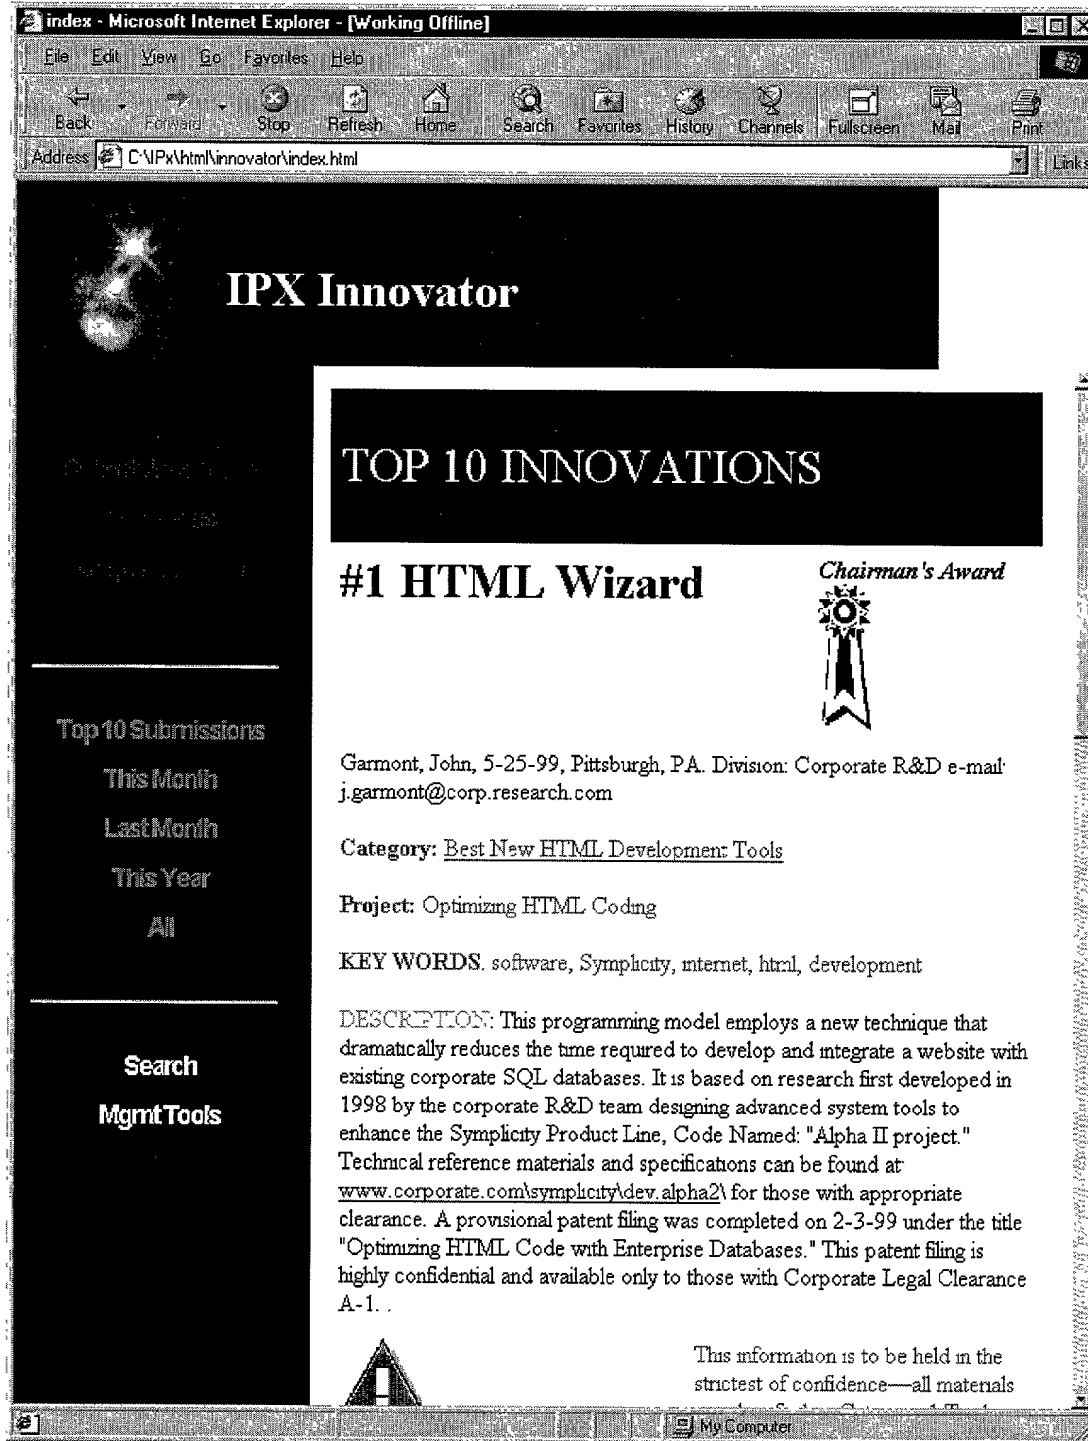 index - Microsoft Internet Explorer - [Working Offline]
File Edit View Go Favorites Help
Back Forward Stop Refresh Home Search Favorites History Channels Fullscreen Mail Print
Address C:\IPx\html\innovator\index.html Links
IPX Innovator
TOP 10 INNOVATIONS
#1 HTML Wizard
Chairman's Award
Top 10 Submissions
This Month
Last Month
This Year
All
Search
Mgmt Tools
Garmont, John, 5-25-99, Pittsburgh, PA. Division: Corporate R&D e-mail:
j.garmont@corp.research.com
Category: Best New HTML Development Tools
Project: Optimizing HTML Coding
KEY WORDS. software, Symplicity, internet, html, development
DESCRIPTION: This programming model employs a new technique that
dramatically reduces the time required to develop and integrate a website with
existing corporate SQL databases. It is based on research first developed in
1998 by the corporate R&D team designing advanced system tools to
enhance the Symplicity Product Line, Code Named: "Alpha II project."
Technical reference materials and specifications can be found at
www.corporate.com\symplicity\dev.alpha2\ for those with appropriate
clearance. A provisional patent filing was completed on 2-3-99 under the title
"Optimizing HTML Code with Enterprise Databases." This patent filing is
highly confidential and available only to those with Corporate Legal Clearance
A-1. .
This information is to be held in the
strictest of confidence—all materials
My Computer